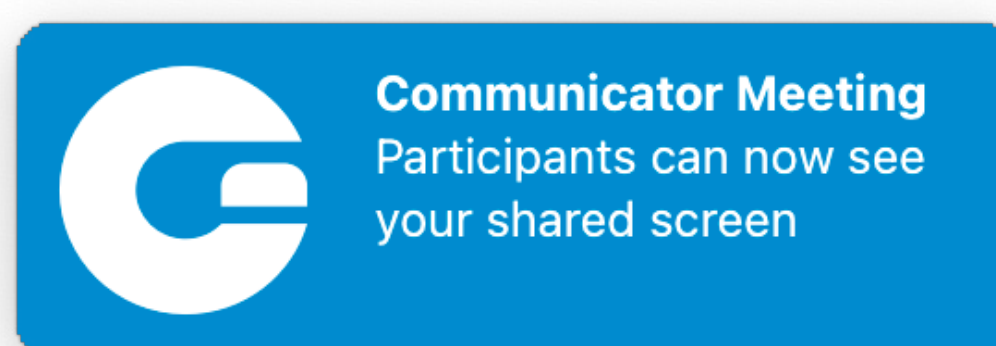 Communicator Meeting
Participants can now see
your shared screen